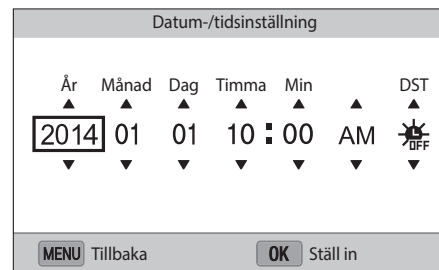 Datum-/tidsinställning
År Månad Dag Timma Min DST
2014 01 01 10:00 AM OFF
MENU Tillbaka OK Ställ in